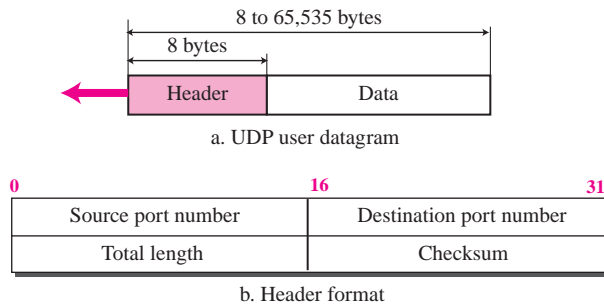 8 to 65,535 bytes
8 bytes
Header Data
a. UDP user datagram
0 16 31
Source port number Destination port number
Total length Checksum
b. Header format